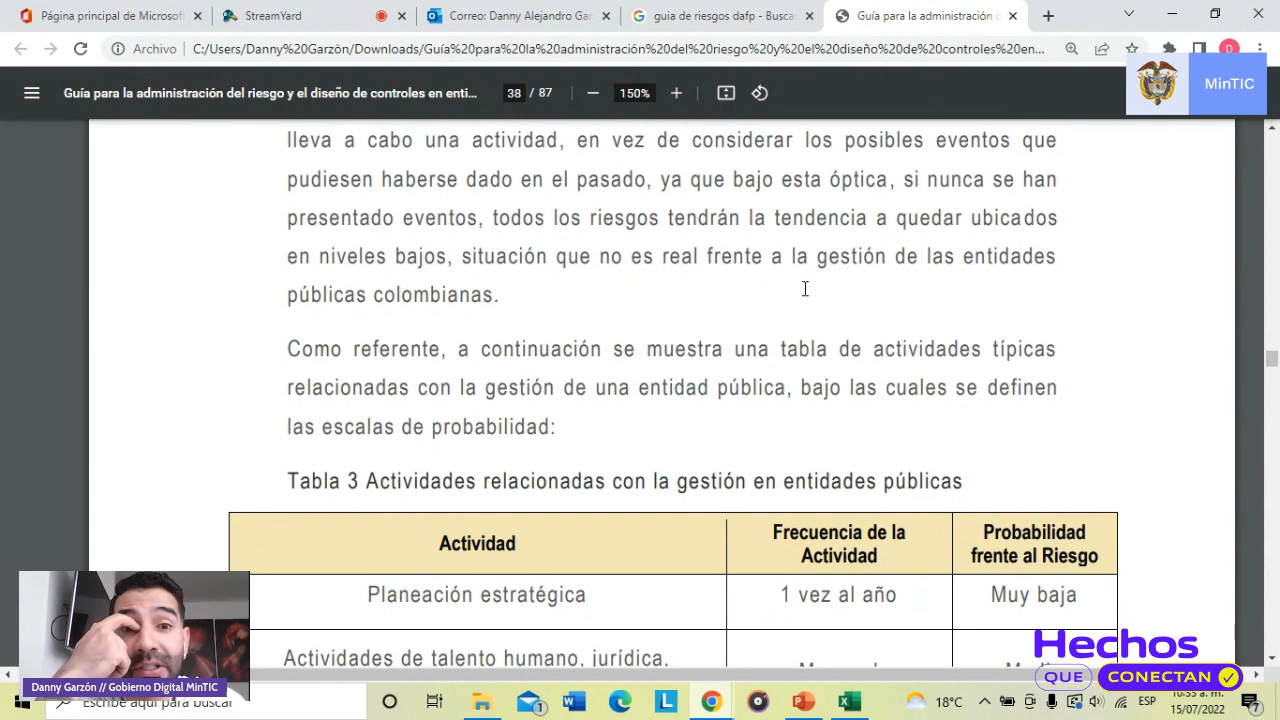 Página principal de Microsof
StreamYard
Correo: Danny Alejandro Gar
guia de riesgos dafp - Buscar
Guía para la administración d
Archivo
C:/Users/Danny%20Garzòn/Downloads/Guía%20para%20la%20administración%20del%20riesgo%20y%20el%20diseño%20de%20controles%20en...
D
Guía para la administración del riesgo y el diseño de controles en enti...
38 / 87
150%
MinTIC
lleva a cabo una actividad, en vez de considerar los posibles eventos que
pudiesen haberse dado en el pasado, ya que bajo esta óptica, si nunca se han
presentado eventos, todos los riesgos tendrán la tendencia a quedar ubicados
en niveles bajos, situación que no es real frente a la gestión de las entidades
públicas colombianas.
Como referente, a continuación se muestra una tabla de actividades típicas
relacionadas con la gestión de una entidad pública, bajo las cuales se definen
las escalas de probabilidad:
Tabla 3 Actividades relacionadas con la gestión en entidades públicas
Actividad
Frecuencia de la
Actividad
Probabilidad
frente al Riesgo
Planeación estratégica
1 vez al año
Muy baja
Actividades de talento humano, jurídica,
Hechos
QUE CONECTAN
Danny Garzón // Gobierno Digital MinTIC
Escribe aquí para buscar
1
18°C
ESP
10:33 a. m.
15/07/2022
7